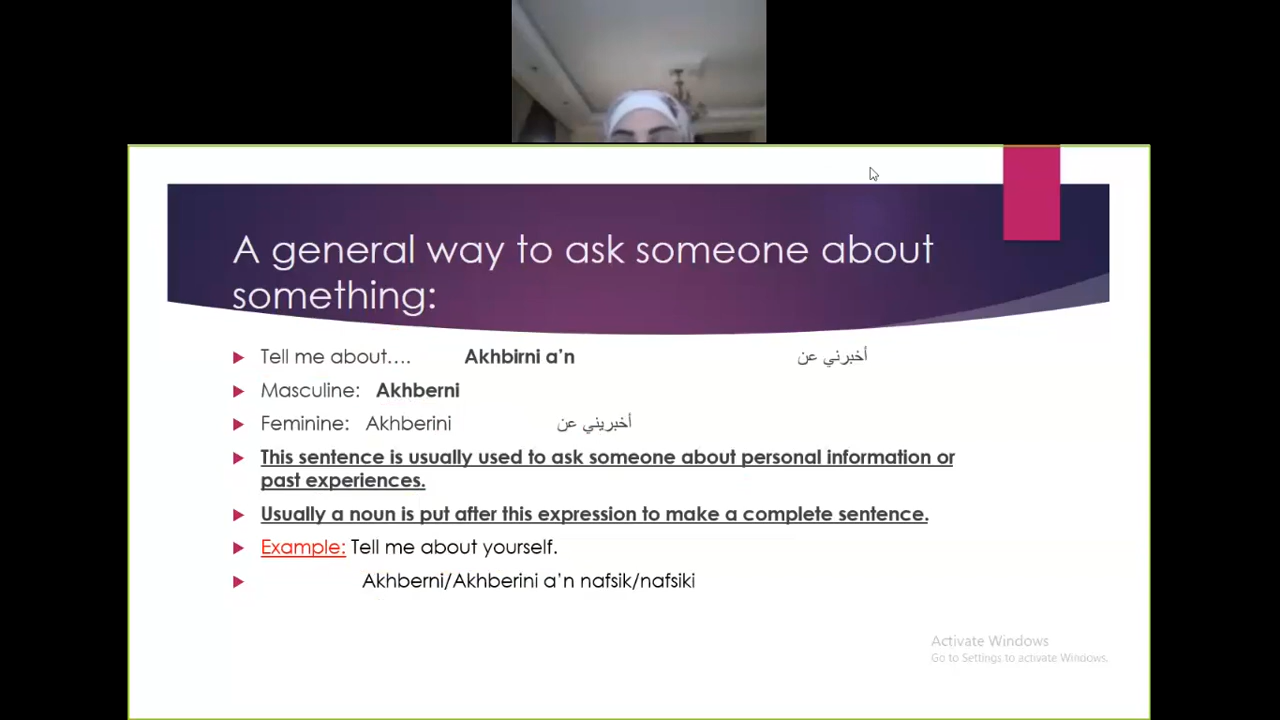 A general way to ask someone about
something:
Tell me about…. Akhbirni a’n أخبرني عن
Masculine: Akhberni
Feminine: Akhberini أخبريني عن
This sentence is usually used to ask someone about personal information or
past experiences.
Usually a noun is put after this expression to make a complete sentence.
Example: Tell me about yourself.
Akhberni/Akhberini a’n nafsik/nafsiki
Activate Windows
Go to Settings to activate Windows.